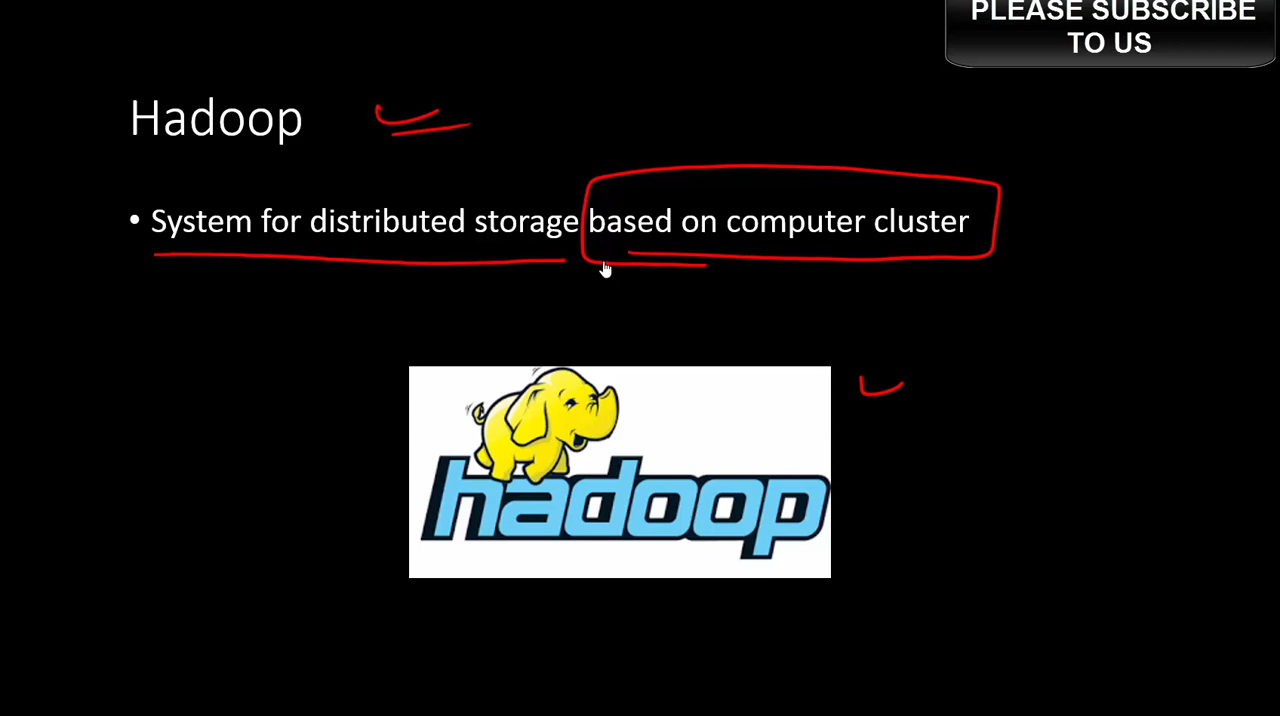 PLEASE SUBSCRIBE
TO US
Hadoop
• System for distributed storage based on computer cluster
hadoop